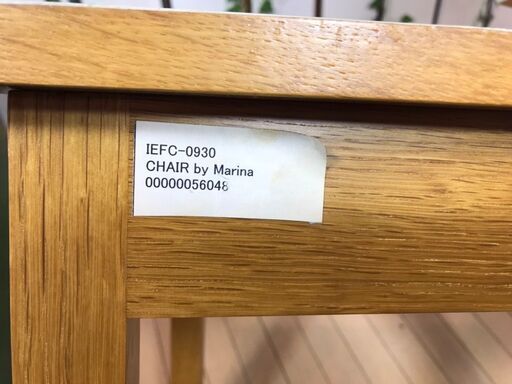 IEFC-0930
CHAIR by Marina
00000056048